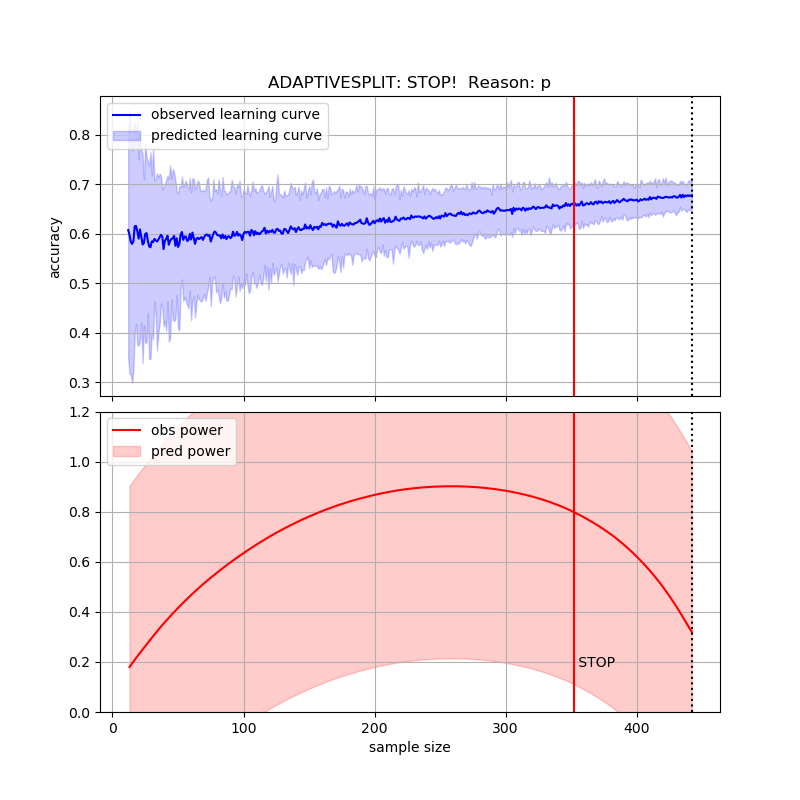 ADAPTIVESPLIT: STOP!  Reason: p
observed learning curve
predicted learning curve
0.8
0.7
0.6
0.5
0.4
0.3
accuracy
obs power
pred power
1.2
1.0
0.8
0.6
0.4
0.2
0.0
STOP
0 100 200 300 400
sample size